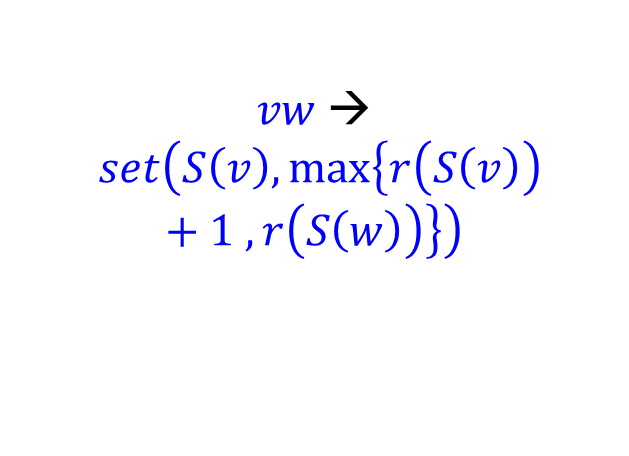 𝑣𝑤 →
𝑠𝑒𝑡(𝑆(𝑣), max{𝑟(𝑆(𝑣))
+ 1 , 𝑟(𝑆(𝑤))})